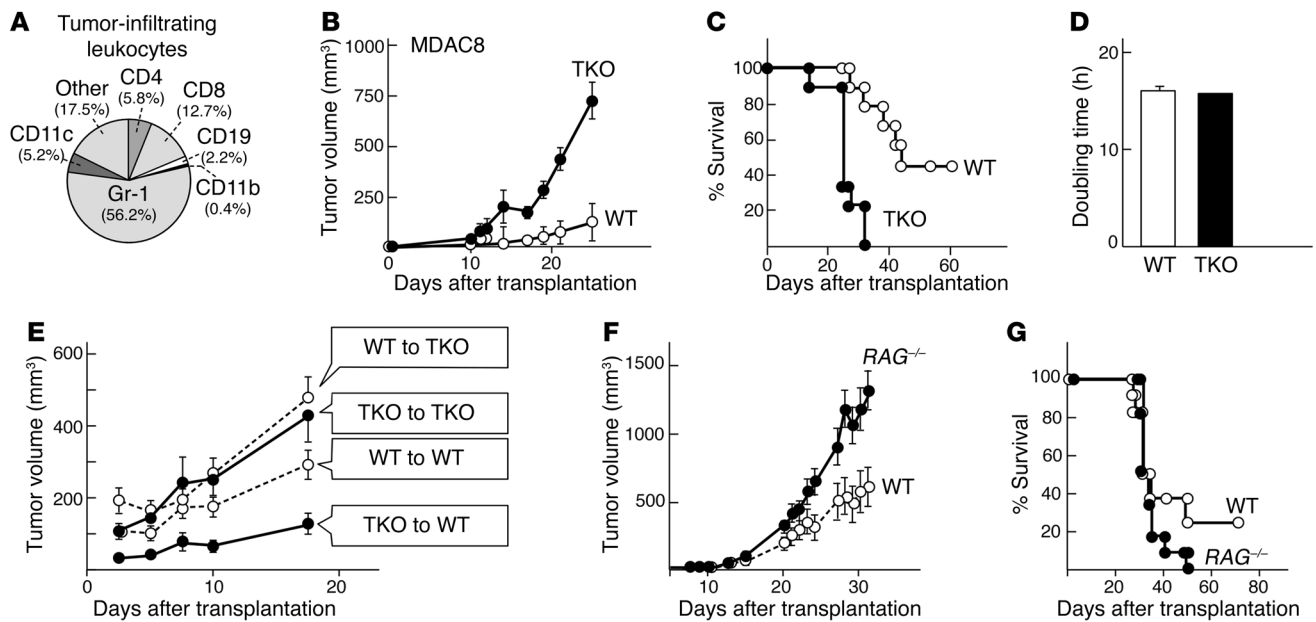 A
Tumor-infiltrating
leukocytes
Other
(17.5%)
CD4
(5.8%)
CD8
(12.7%)
CD11c
(5.2%)
CD19
(2.2%)
CD11b
(0.4%)
Gr-1
(56.2%)
B
MDAC8
Tumor volume (mm³)
1000
750
500
250
TKO
WT
0
10
20
Days after transplantation
C
% Survival
100
80
60
40
20
WT
TKO
0
20
40
60
Days after transplantation
D
Doubling time (h)
20
10
0
WT
TKO
E
Tumor volume (mm³)
600
400
200
WT to TKO
TKO to TKO
WT to WT
TKO to WT
0
10
20
Days after transplantation
F
Tumor volume (mm³)
1500
1000
500
RAG⁻/⁻
WT
10
20
30
Days after transplantation
G
% Survival
100
80
60
40
20
WT
RAG⁻/⁻
20
40
60
80
Days after transplantation